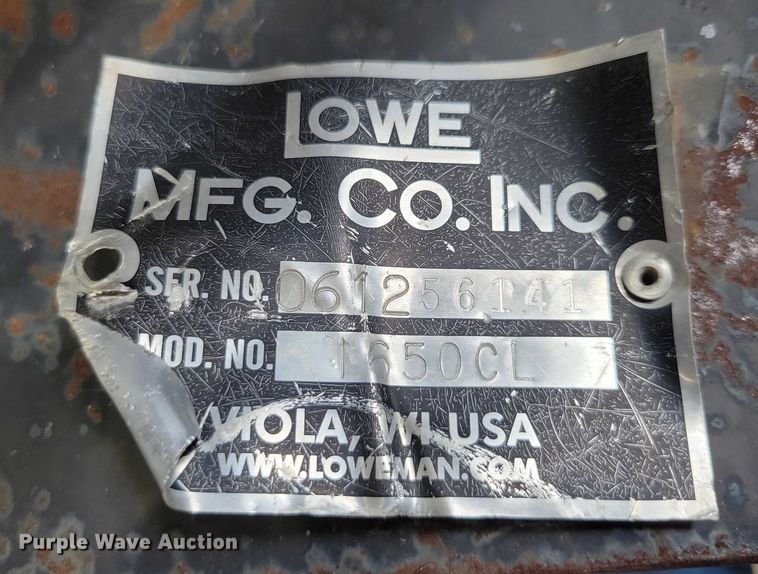 LOWE
MFG. CO. INC.
SER. NO. 061256141
MOD. NO. 1650CL
VIOLA, WI USA
WWW.LOWEMAN.COM
Purple Wave Auction